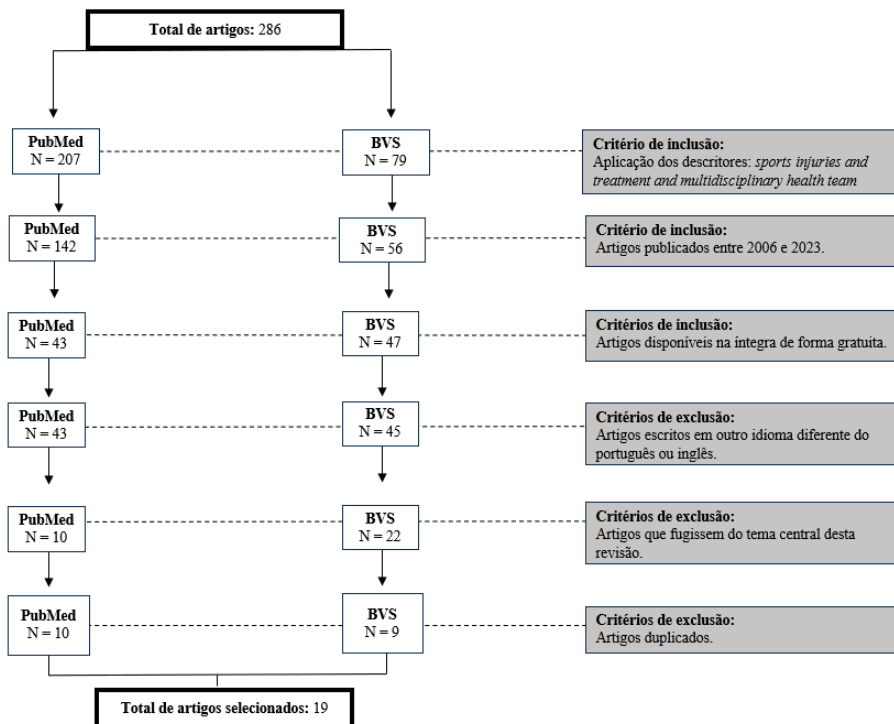 Total de artigos: 286
PubMed
N = 207
BVS
N = 79
Critério de inclusão:
Aplicação dos descritores: sports injuries and
treatment and multidisciplinary health team
PubMed
N = 142
BVS
N = 56
Critério de inclusão:
Artigos publicados entre 2006 e 2023.
PubMed
N = 43
BVS
N = 47
Critérios de inclusão:
Artigos disponíveis na íntegra de forma gratuita.
PubMed
N = 43
BVS
N = 45
Critérios de exclusão:
Artigos escritos em outro idioma diferente do
português ou inglês.
PubMed
N = 10
BVS
N = 22
Critérios de exclusão:
Artigos que fugissem do tema central desta
revisão.
PubMed
N = 10
BVS
N = 9
Critérios de exclusão:
Artigos duplicados.
Total de artigos selecionados: 19